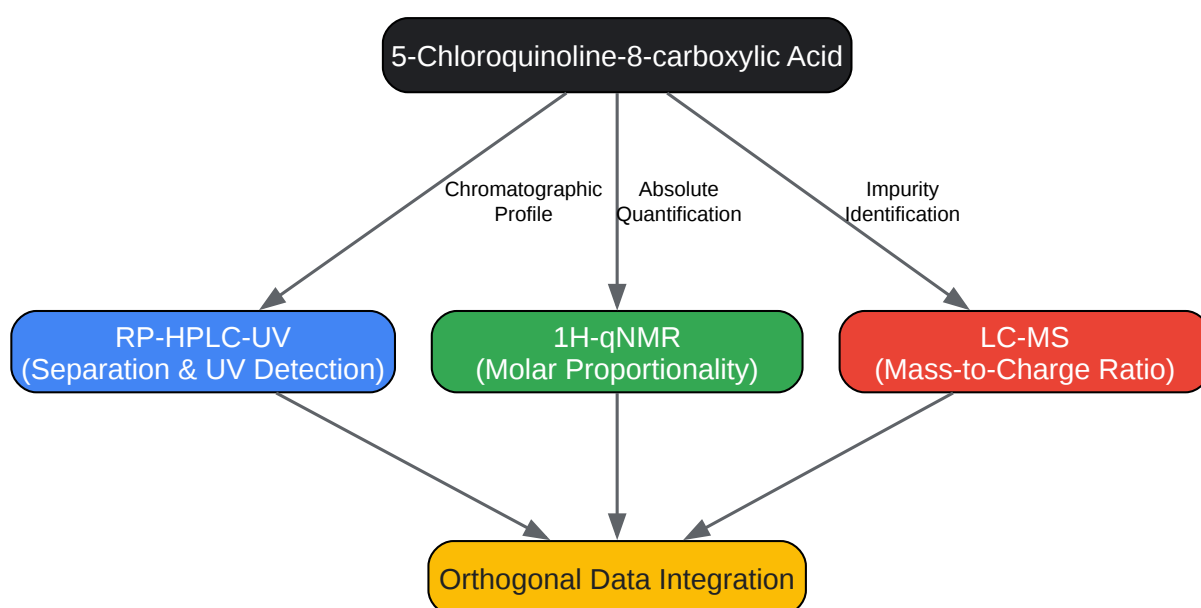 5-Chloroquinoline-8-carboxylic Acid
Chromatographic
Profile
Absolute
Quantification
Impurity
Identification
RP-HPLC-UV
(Separation & UV Detection)
1H-qNMR
(Molar Proportionality)
LC-MS
(Mass-to-Charge Ratio)
Orthogonal Data Integration